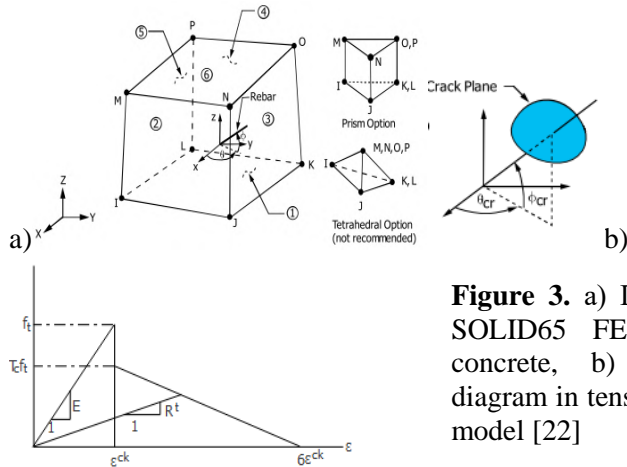 P
④
⑤
O
⑥
M
N
Rebar
②
③
z
ϕ
y
θ
x
L
K
I
J
①
Z
Y
X
M
O,P
N
I
K, L
J
Prism Option
M,N,O,P
I
K, L
J
Tetrahedral Option
(not recommended)
Crack Plane
θcr
ϕcr
a)
b)
ft
Tcft
E
1
Rt
1
εck
6εck
ε
Figure 3. a)
SOLID65 FE
concrete, b)
diagram in tens
model [22]